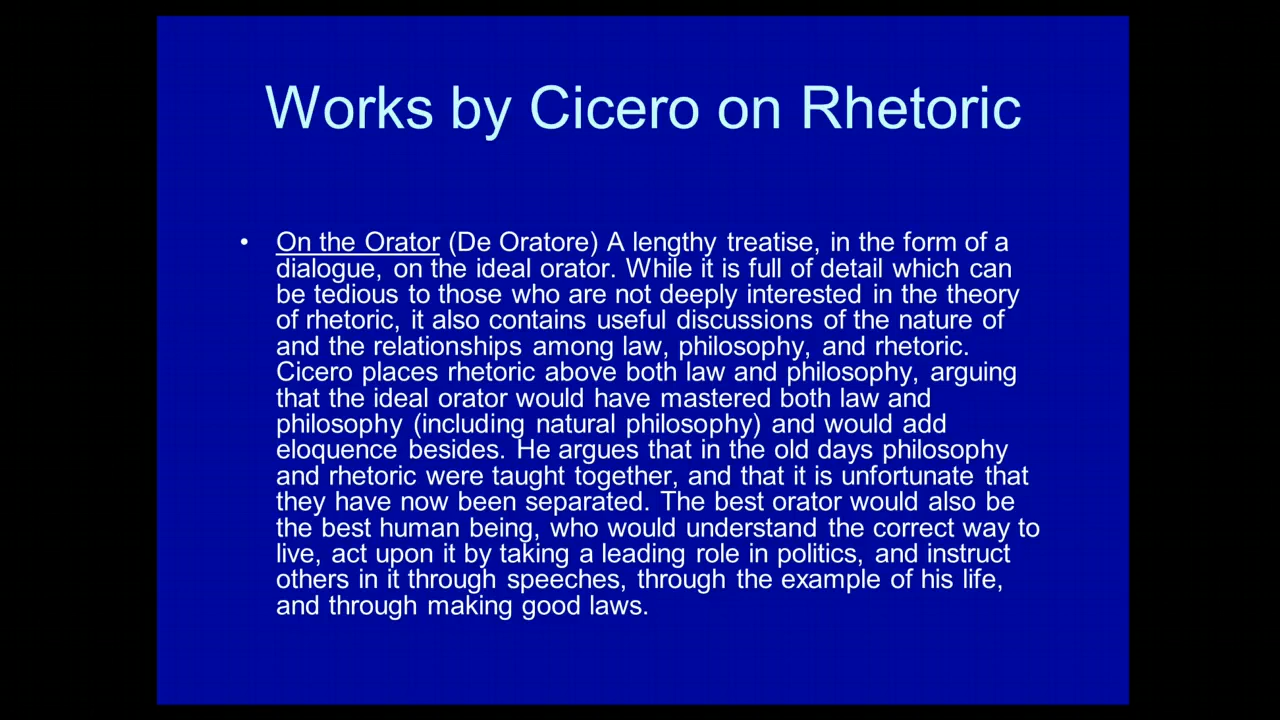 Works by Cicero on Rhetoric
• On the Orator (De Oratore) A lengthy treatise, in the form of a
dialogue, on the ideal orator. While it is full of detail which can
be tedious to those who are not deeply interested in the theory
of rhetoric, it also contains useful discussions of the nature of
and the relationships among law, philosophy, and rhetoric.
Cicero places rhetoric above both law and philosophy, arguing
that the ideal orator would have mastered both law and
philosophy (including natural philosophy) and would add
eloquence besides. He argues that in the old days philosophy
and rhetoric were taught together, and that it is unfortunate that
they have now been separated. The best orator would also be
the best human being, who would understand the correct way to
live, act upon it by taking a leading role in politics, and instruct
others in it through speeches, through the example of his life,
and through making good laws.